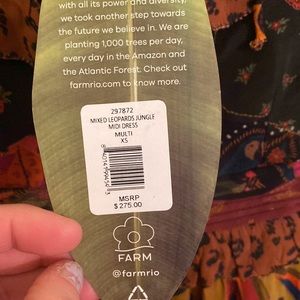 with all its power and diversity,
we took another step towards
the future we believe in. We are
planting 1,000 trees per day,
every day in the Amazon and
the Atlantic Forest. Check out
farmrio.com to know more.
297872
MIXED LEOPARDS JUNGLE
MIDI DRESS
MULTI
XS
MSRP
$ 275.00
FARM
@farmrio